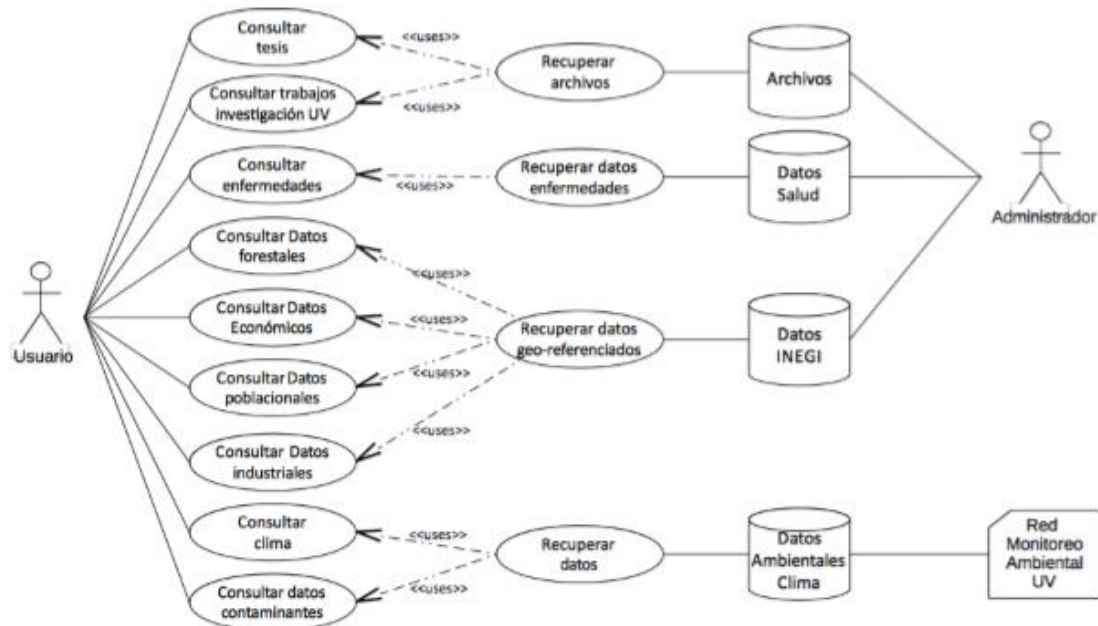 Consultar
tesis
<<uses>>
Recuperar
archivos
Archivos
Consultar trabajos
investigación UV
<<uses>>
Consultar
enfermedades
<<uses>>
Recuperar datos
enfermedades
Datos
Salud
Administrador
Consultar Datos
forestales
<<uses>>
Usuario
Consultar Datos
Económicos
<<uses>>
Recuperar datos
geo-referenciados
Datos
INEGI
Consultar Datos
poblacionales
<<uses>>
Consultar Datos
industriales
<<uses>>
Consultar
clima
<<uses>>
Recuperar
datos
Datos
Ambientales
Clima
Red
Monitoreo
Ambiental
UV
Consultar datos
contaminantes
<<uses>>